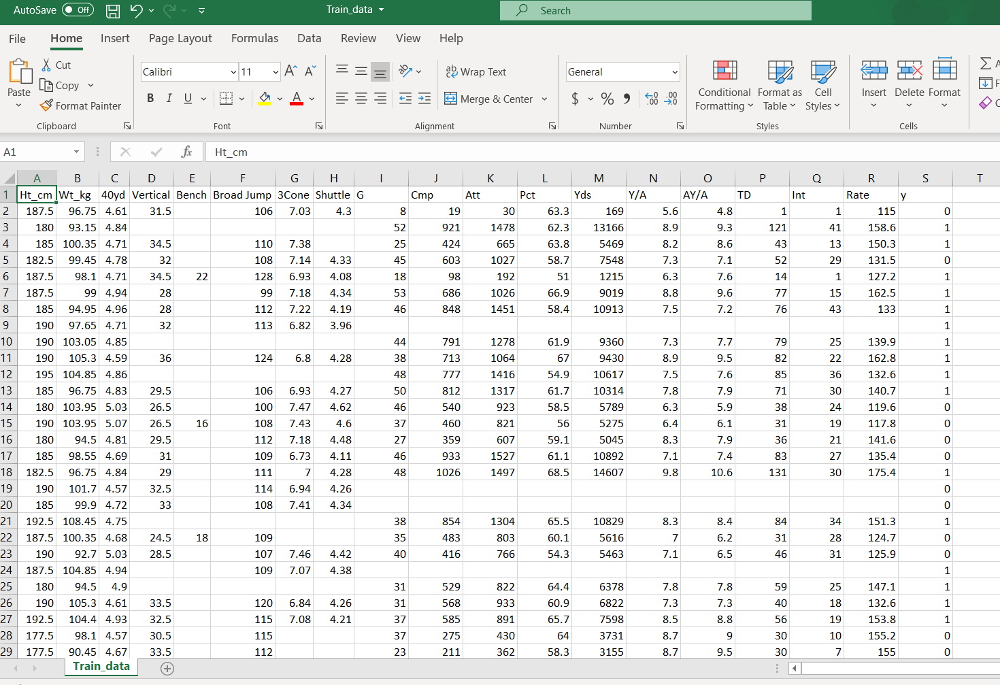 AutoSave Off Train_data Search
File Home Insert Page Layout Formulas Data Review View Help
Paste Cut Copy Format Painter
Clipboard
Calibri 11 A^ Aˇ
B I U A
Font
ab Wrap Text
Merge & Center
Alignment
General
$ % 9 .00 .0
Number
Conditional Formatting Format as Table Cell Styles
Styles
Insert Delete Format
Cells
A1 fx Ht_cm
A B C D E F G H I J K L M N O P Q R S T
1 Ht_cm Wt_kg 40yd Vertical Bench Broad Jump 3Cone Shuttle G Cmp Att Pct Yds Y/A AY/A TD Int Rate y
2 187.5 96.75 4.61 31.5 106 7.03 4.3 8 19 30 63.3 169 5.6 4.8 1 1 115 0
3 180 93.15 4.84 52 921 1478 62.3 13166 8.9 9.3 121 41 158.6 1
4 185 100.35 4.71 34.5 110 7.38 25 424 665 63.8 5469 8.2 8.6 43 13 150.3 1
5 182.5 99.45 4.78 32 108 7.14 4.33 45 603 1027 58.7 7548 7.3 7.1 52 29 131.5 0
6 187.5 98.1 4.71 34.5 22 128 6.93 4.08 18 98 192 51 1215 6.3 7.6 14 1 127.2 1
7 187.5 99 4.94 28 99 7.18 4.34 53 686 1026 66.9 9019 8.8 9.6 77 15 162.5 1
8 185 94.95 4.96 28 112 7.22 4.19 46 848 1451 58.4 10913 7.5 7.2 76 43 133 1
9 190 97.65 4.71 32 113 6.82 3.96 1
10 190 103.05 4.85 44 791 1278 61.9 9360 7.3 7.7 79 25 139.9 1
11 190 105.3 4.59 36 124 6.8 4.28 38 713 1064 67 9430 8.9 9.5 82 22 162.8 1
12 195 104.85 4.86 48 777 1416 54.9 10617 7.5 7.6 85 36 132.6 1
13 185 96.75 4.83 29.5 106 6.93 4.27 50 812 1317 61.7 10314 7.8 7.9 71 30 140.7 1
14 180 103.95 5.03 26.5 100 7.47 4.62 46 540 923 58.5 5789 6.3 5.9 38 24 119.6 0
15 190 103.95 5.07 26.5 16 108 7.43 4.6 37 460 821 56 5275 6.4 6.1 31 19 117.8 0
16 180 94.5 4.81 29.5 112 7.18 4.48 27 359 607 59.1 5045 8.3 7.9 36 21 141.6 0
17 185 98.55 4.69 31 109 6.73 4.11 46 933 1527 61.1 10892 7.1 7.4 83 27 135.4 0
18 182.5 96.75 4.84 29 111 7 4.28 48 1026 1497 68.5 14607 9.8 10.6 131 30 175.4 1
19 190 101.7 4.57 32.5 114 6.94 4.26 0
20 185 99.9 4.72 33 108 7.41 4.34 0
21 192.5 108.45 4.75 38 854 1304 65.5 10829 8.3 8.4 84 34 151.3 1
22 187.5 100.35 4.68 24.5 18 109 35 483 803 60.1 5616 7 6.2 31 28 124.7 0
23 190 92.7 5.03 28.5 107 7.46 4.42 40 416 766 54.3 5463 7.1 6.5 46 31 125.9 0
24 187.5 104.85 4.94 109 7.07 4.38 1
25 180 94.5 4.9 31 529 822 64.4 6378 7.8 7.8 59 25 147.1 1
26 190 105.3 4.61 33.5 120 6.84 4.26 31 568 933 60.9 6822 7.3 7.3 40 18 132.6 1
27 192.5 104.4 4.93 32.5 115 7.08 4.21 37 585 891 65.7 7598 8.5 8.8 56 19 153.8 1
28 177.5 98.1 4.57 30.5 115 37 275 430 64 3731 8.7 9 30 10 155.2 0
29 177.5 90.45 4.67 33.5 112 23 211 362 58.3 3155 8.7 9.5 30 7 155 0
Train_data